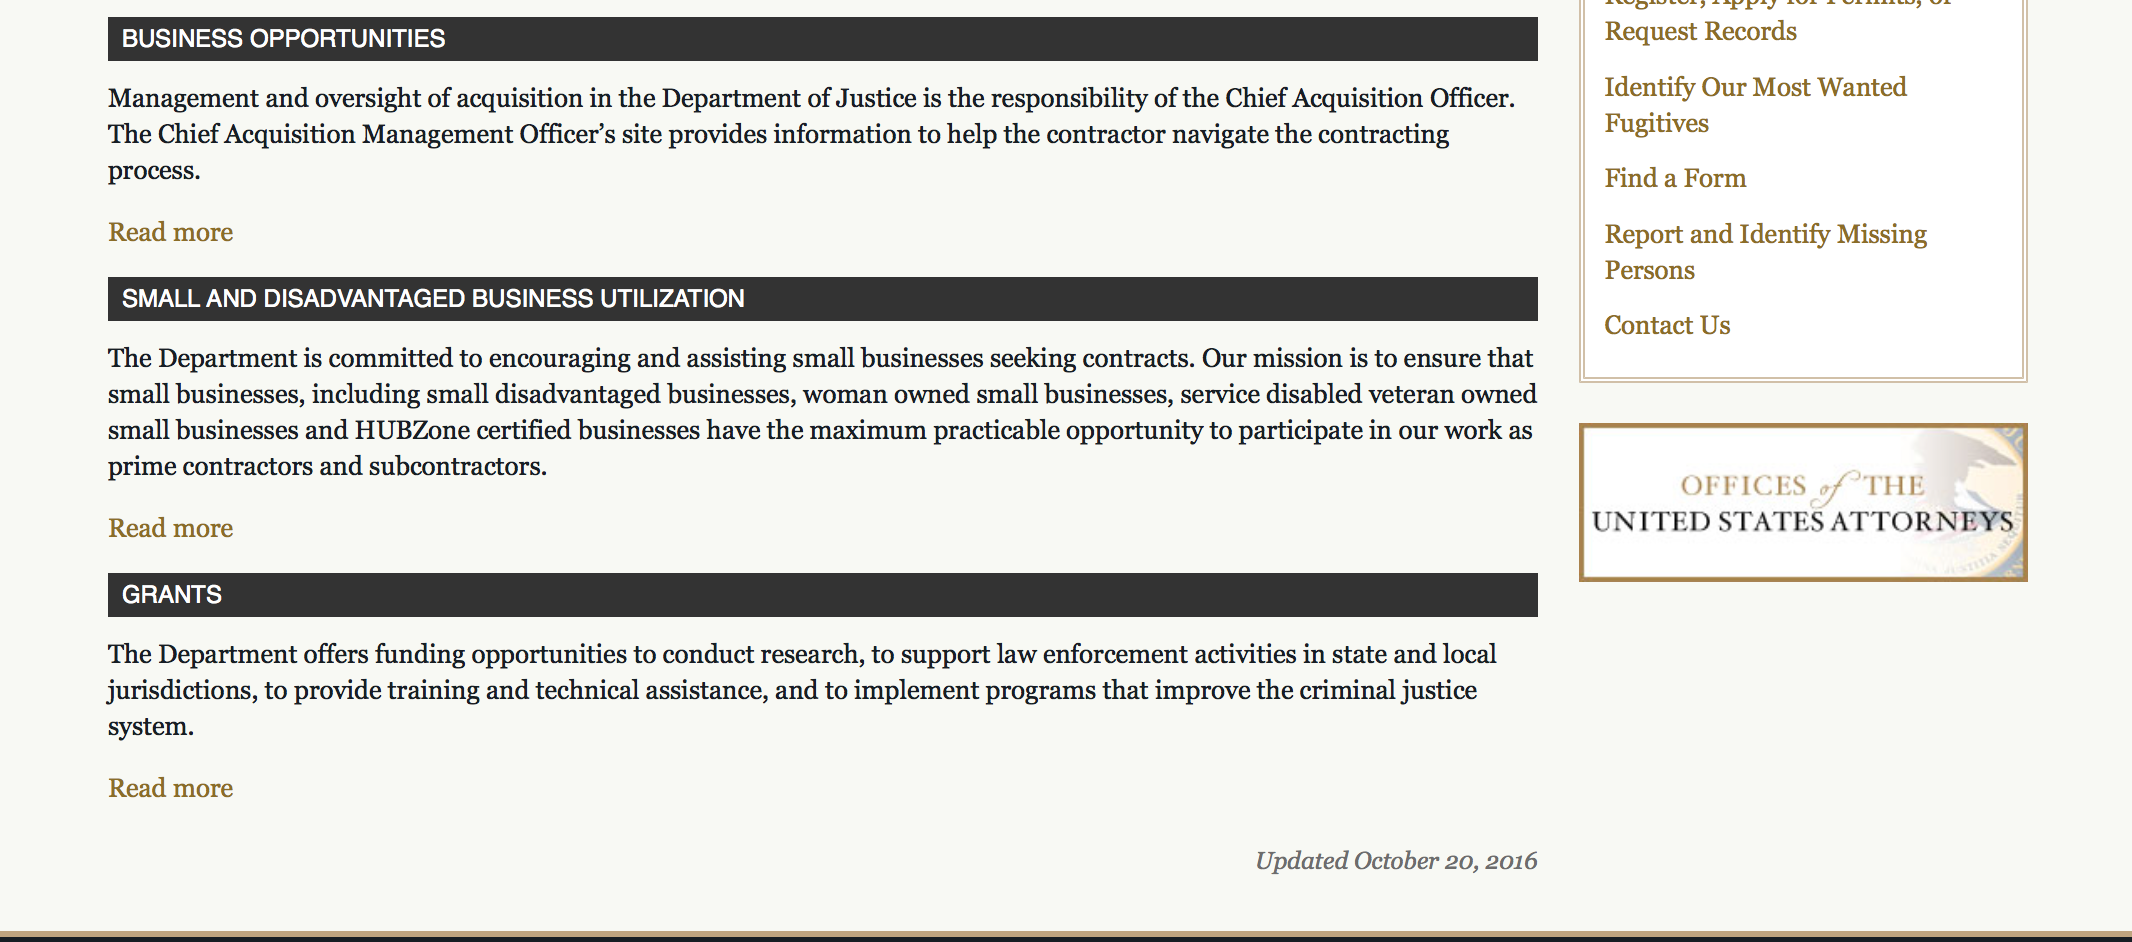 BUSINESS OPPORTUNITIES
Management and oversight of acquisition in the Department of Justice is the responsibility of the Chief Acquisition Officer.
The Chief Acquisition Management Officer’s site provides information to help the contractor navigate the contracting
process.
Read more
SMALL AND DISADVANTAGED BUSINESS UTILIZATION
The Department is committed to encouraging and assisting small businesses seeking contracts. Our mission is to ensure that
small businesses, including small disadvantaged businesses, woman owned small businesses, service disabled veteran owned
small businesses and HUBZone certified businesses have the maximum practicable opportunity to participate in our work as
prime contractors and subcontractors.
Read more
GRANTS
The Department offers funding opportunities to conduct research, to support law enforcement activities in state and local
jurisdictions, to provide training and technical assistance, and to implement programs that improve the criminal justice
system.
Read more
Updated October 20, 2016
Register, Apply for Permits, or
Request Records
Identify Our Most Wanted
Fugitives
Find a Form
Report and Identify Missing
Persons
Contact Us
OFFICES of THE
UNITED STATES ATTORNEYS